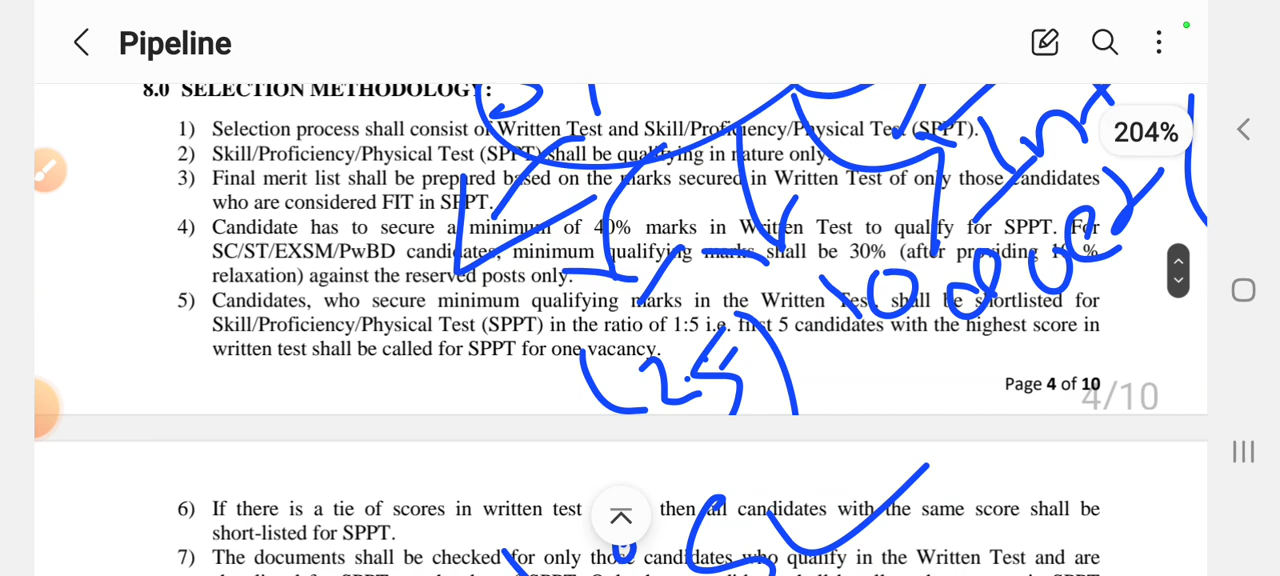 Pipeline
204%
8.0 SELECTION METHODOLOGY:
1) Selection process shall consist of Written Test and Skill/Proficiency/Physical Test (SPPT).
2) Skill/Proficiency/Physical Test (SPPT) shall be qualifying in nature only.
3) Final merit list shall be prepared based on the marks secured in Written Test of only those candidates
who are considered FIT in SPPT.
4) Candidate has to secure a minimum of 40% marks in Written Test to qualify for SPPT. For
SC/ST/EXSM/PwBD candidates, minimum qualifying marks shall be 30% (after providing 10 %
relaxation) against the reserved posts only.
5) Candidates, who secure minimum qualifying marks in the Written Test, shall be shortlisted for
Skill/Proficiency/Physical Test (SPPT) in the ratio of 1:5 i.e. first 5 candidates with the highest score in
written test shall be called for SPPT for one vacancy.
(25)
Page 4 of 10
4/10
6) If there is a tie of scores in written test then all candidates with the same score shall be
short-listed for SPPT.
7) The documents shall be checked for only those candidates who qualify in the Written Test and are